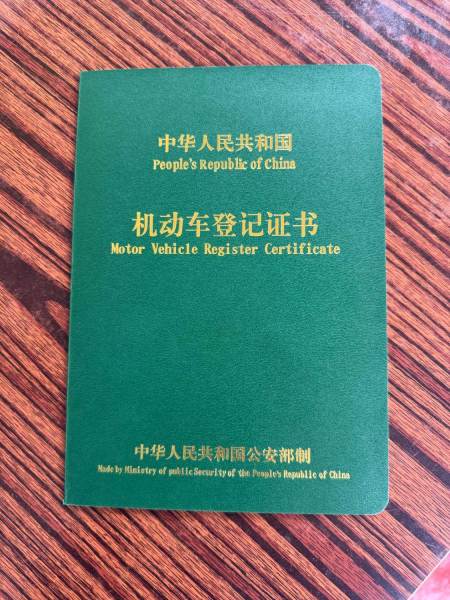 中华人民共和国
People's Republic of China
机动车登记证书
Motor Vehicle Register Certificate
中华人民共和国公安部制
Made by Ministry of public Security of the People's Republic of China